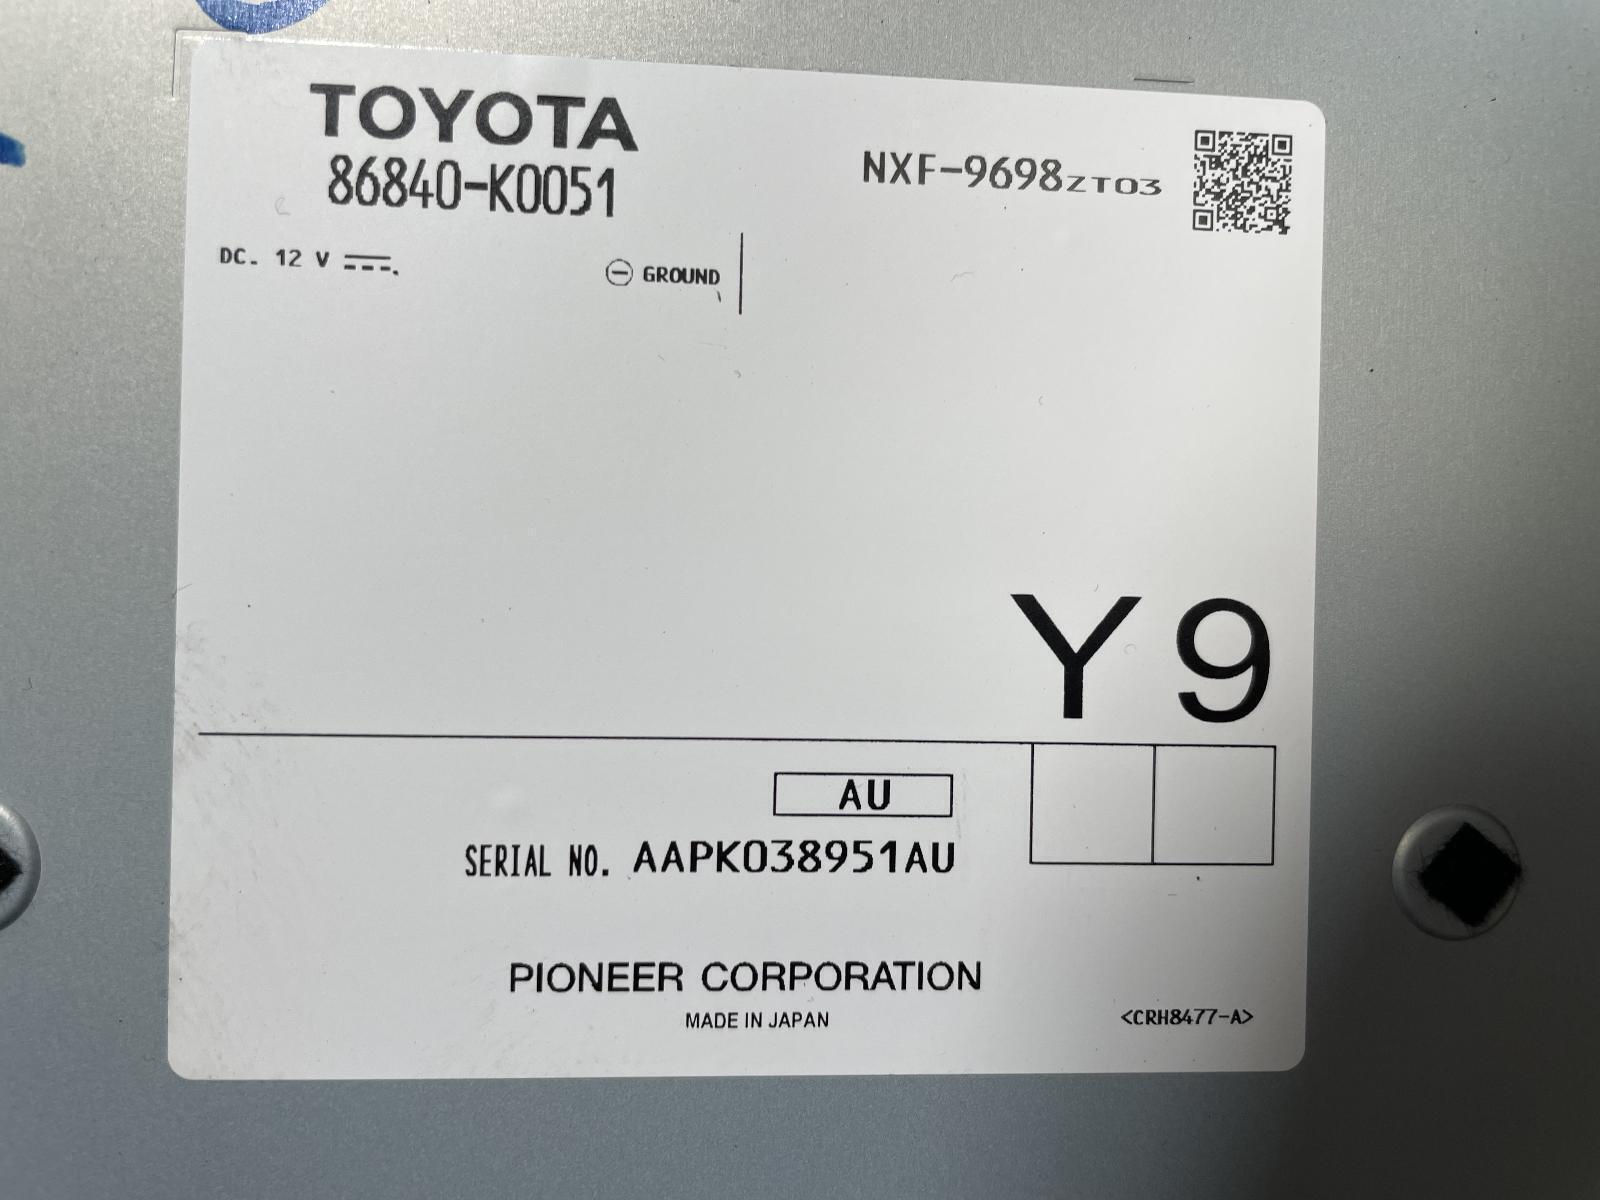 TOYOTA
86840-K0051
NXF-9698ZT03
DC. 12 V
GROUND
Y9
AU
SERIAL NO. AAPK038951AU
PIONEER CORPORATION
MADE IN JAPAN
<CRH8477-A>